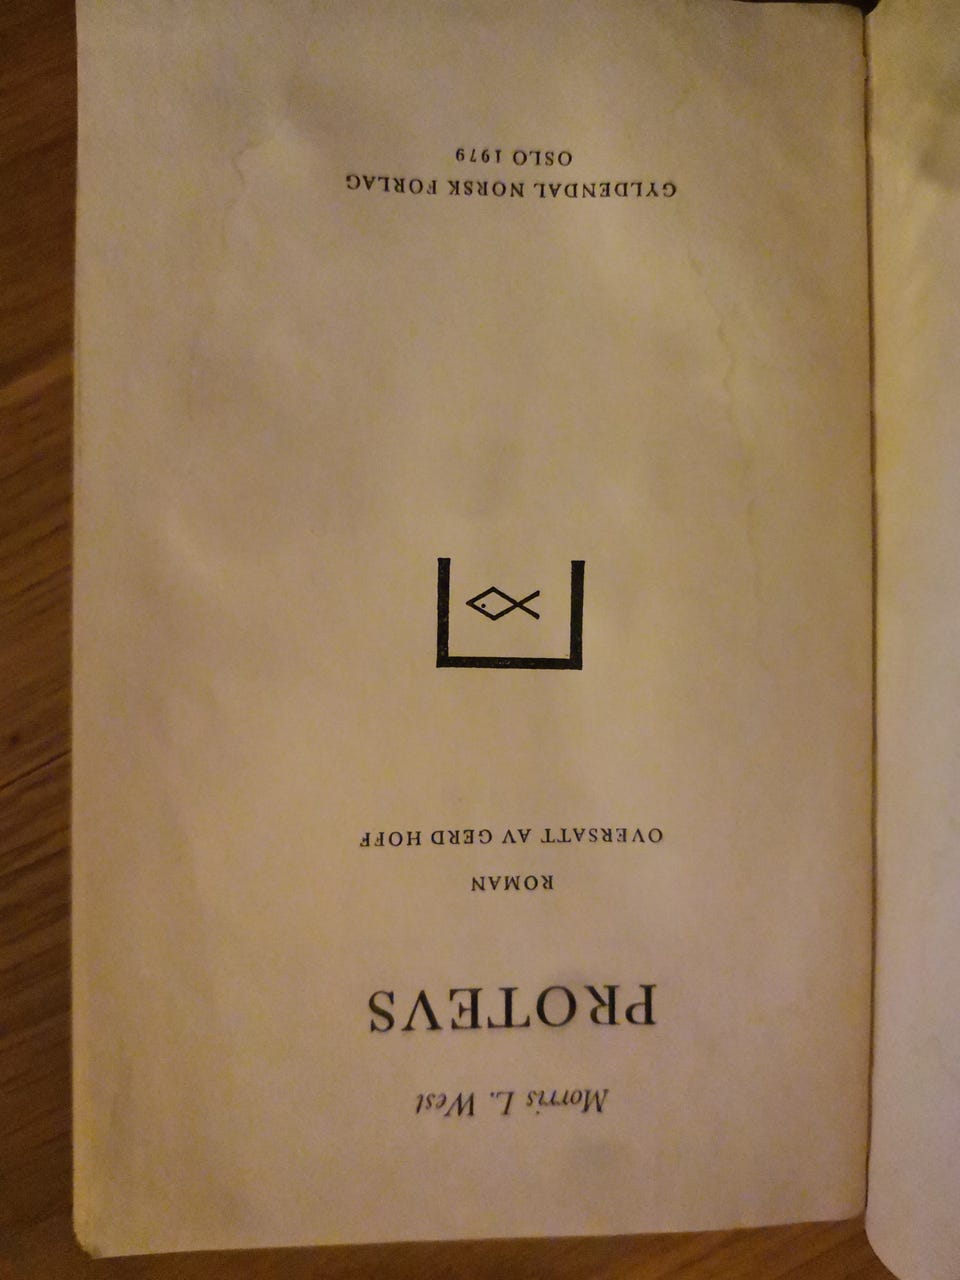 Morris L. West
PROTEVS
ROMAN
OVERSATT AV GERD HOFF
GYLDENDAL NORSK FORLAG
OSLO 1979